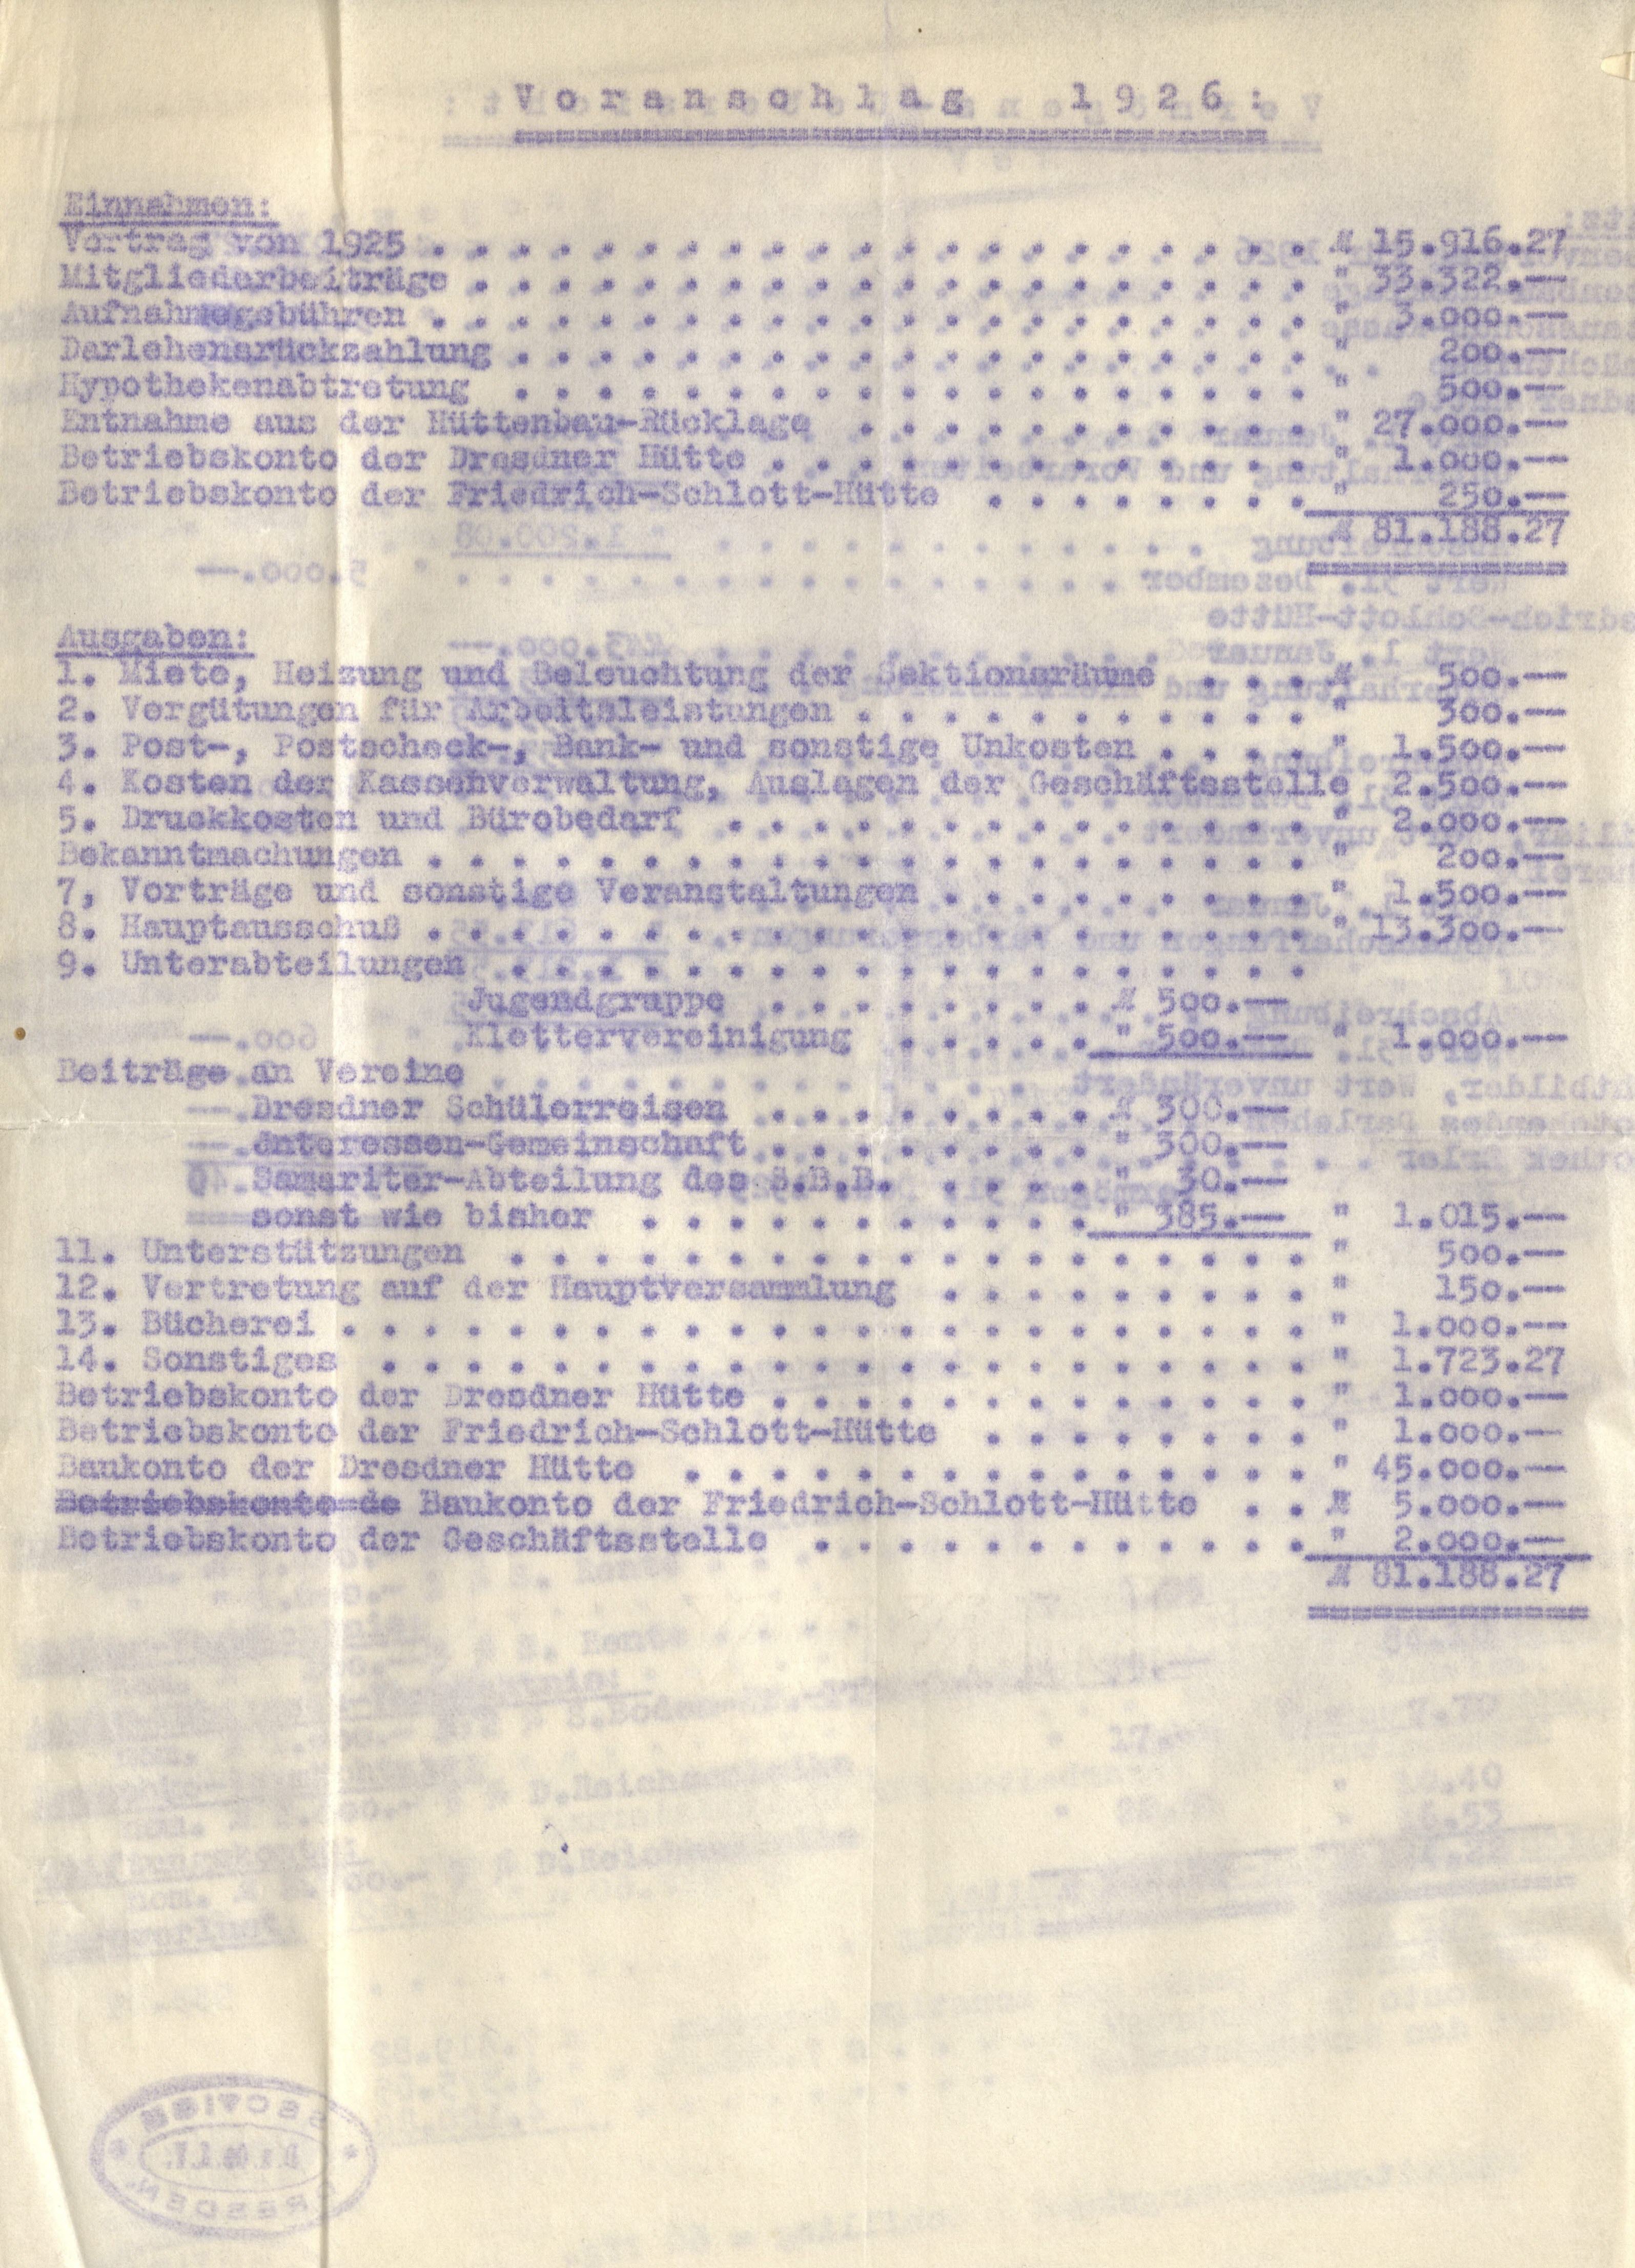 Voranschlag 1926:
Einnahmen:
Vortrag von 1925 . . . . . . . . . . . . . . . . . . . . . ℳ 15.916.27
Mitgliederbeiträge . . . . . . . . . . . . . . . . . . . . " 33.322.—
Aufnahmegebühren . . . . . . . . . . . . . . . . . . . . . " 3.000.—
Darlehensrückzahlung . . . . . . . . . . . . . . . . . . . " 200.—
Hypothekenabtretung . . . . . . . . . . . . . . . . . . . " 500.—
Entnahme aus der Hüttenbau-Rücklage . . . . . . . . . . . " 27.000.—
Betriebskonto der Dresdner Hütte . . . . . . . . . . . . . " 1.000.—
Betriebskonto der Friedrich-Schlott-Hütte . . . . . . . . " 250.—
ℳ 81.188.27
Ausgaben:
1. Miete, Heizung und Beleuchtung der Sektionsräume . . . ℳ 500.—
2. Vergütungen für Arbeitsleistungen . . . . . . . . . . . " 300.—
3. Post-, Postscheck-, Bank- und sonstige Unkosten . . . . " 1.500.—
4. Kosten der Kassenverwaltung, Auslagen der Geschäftsstelle 2.500.—
5. Druckkosten und Bürobedarf . . . . . . . . . . . . . . " 2.000.—
Bekanntmachungen . . . . . . . . . . . . . . . . . . . . . " 200.—
7, Vorträge und sonstige Veranstaltungen . . . . . . . . . " 1.500.—
8. Hauptausschuß . . . . . . . . . . . . . . . . . . . . . " 13.300.—
9. Unterabteilungen . . . . . . . . . . . . . . . . . . .
Jugendgruppe . . . . . . . . ℳ 500.—
Klettervereinigung . . . . . " 500.— " 1.000.—
Beiträge an Vereine
Dresdner Schülerreisen . . . . . . . . . ℳ 300.—
Interessen-Gemeinschaft . . . . . . . . " 300.—
Samariter-Abteilung des S.B.B. . . . . . " 30.—
sonst wie bisher . . . . . . . . . . . " 385.— " 1.015.—
11. Unterstützungen . . . . . . . . . . . . . . . . . . . " 500.—
12. Vertretung auf der Hauptversammlung . . . . . . . . . " 150.—
13. Bücherei . . . . . . . . . . . . . . . . . . . . . . . " 1.000.—
14. Sonstiges . . . . . . . . . . . . . . . . . . . . . . " 1.723.27
Betriebskonto der Dresdner Hütte . . . . . . . . . . . . . " 1.000.—
Betriebskonto der Friedrich-Schlott-Hütte . . . . . . . . " 1.000.—
Baukonto der Dresdner Hütte . . . . . . . . . . . . . . . " 45.000.—
Betriebskonto de Baukonto der Friedrich-Schlott-Hütte . . ℳ 5.000.—
Betriebskonto der Geschäftsstelle . . . . . . . . . . . . " 2.000.—
ℳ 81.188.27